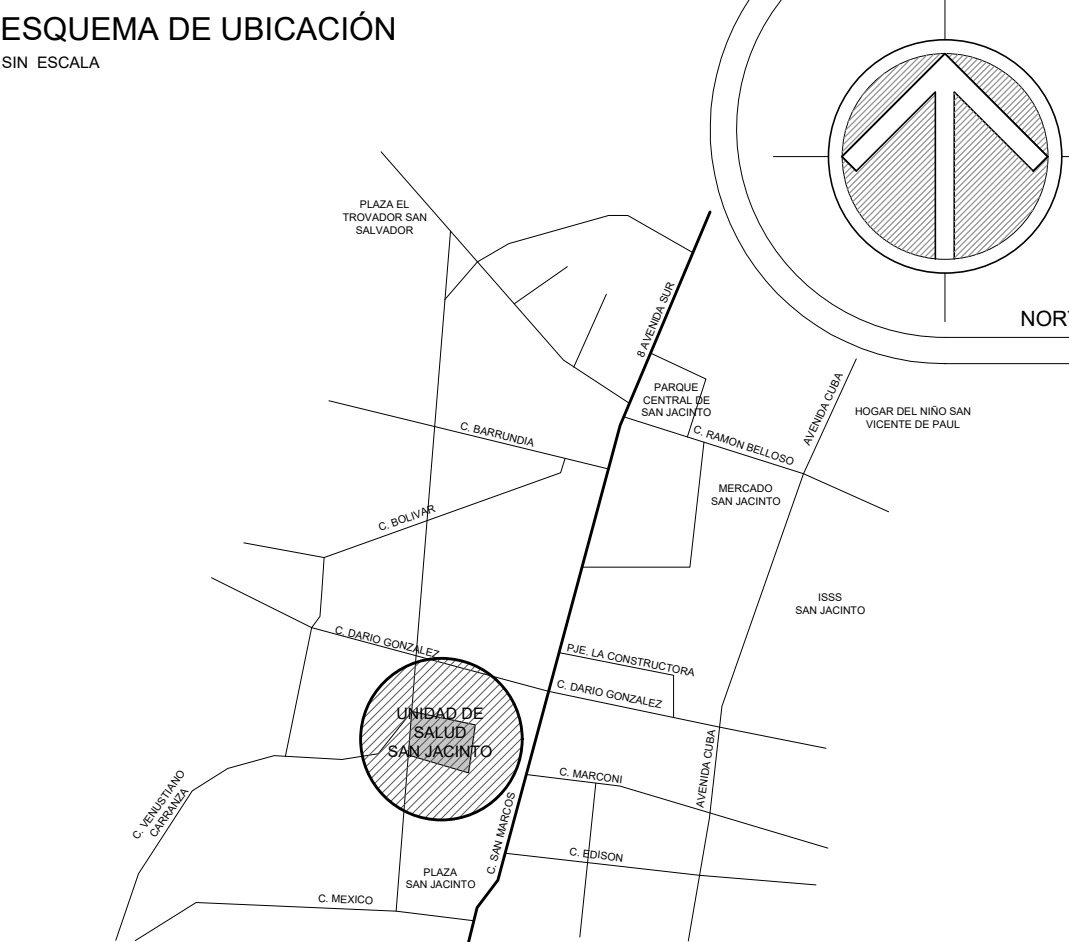 ESQUEMA DE UBICACIÓN
SIN ESCALA
NORT
PLAZA EL
TROVADOR SAN
SALVADOR
8 AVENIDA SUR
PARQUE
CENTRAL DE
SAN JACINTO
AVENIDA CUBA
HOGAR DEL NIÑO SAN
VICENTE DE PAUL
C. BARRUNDIA
C. RAMON BELLOSO
MERCADO
SAN JACINTO
C. BOLIVAR
ISSS
SAN JACINTO
C. DARIO GONZALEZ
PJE. LA CONSTRUCTORA
C. DARIO GONZALEZ
UNIDAD DE
SALUD
SAN JACINTO
AVENIDA CUBA
C. MARCONI
C. VENUSTIANO
CARRANZA
C. SAN MARCOS
C. EDISON
PLAZA
SAN JACINTO
C. MEXICO